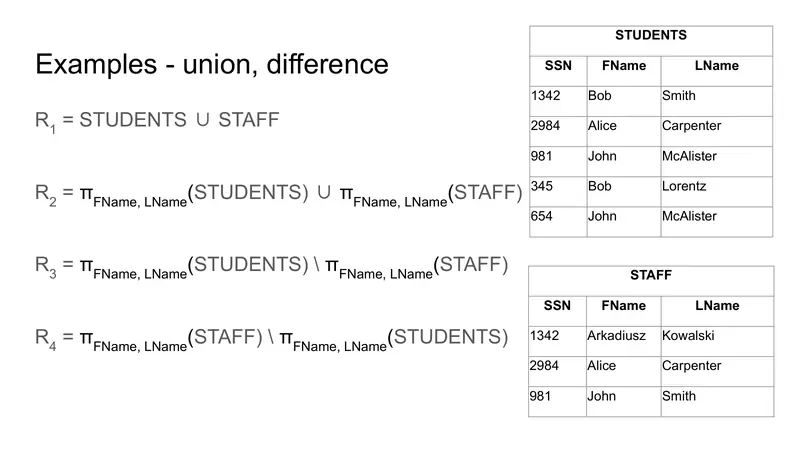 Examples - union, difference
R1 = STUDENTS ∪ STAFF
R2 = πFName, LName(STUDENTS) ∪ πFName, LName(STAFF)
R3 = πFName, LName(STUDENTS) \ πFName, LName(STAFF)
R4 = πFName, LName(STAFF) \ πFName, LName(STUDENTS)
STUDENTS
SSN FName LName
1342 Bob Smith
2984 Alice Carpenter
981 John McAlister
345 Bob Lorentz
654 John McAlister
STAFF
SSN FName LName
1342 Arkadiusz Kowalski
2984 Alice Carpenter
981 John Smith